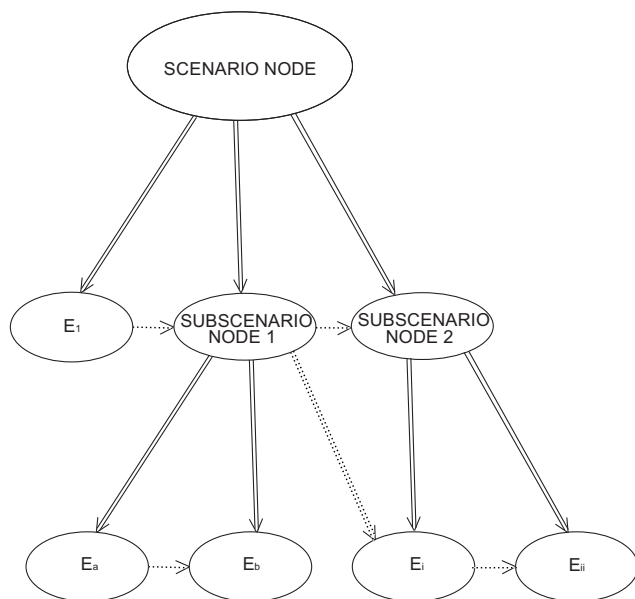 SCENARIO NODE
E1
SUBSCENARIO
NODE 1
SUBSCENARIO
NODE 2
Ea
Eb
Ei
Eii